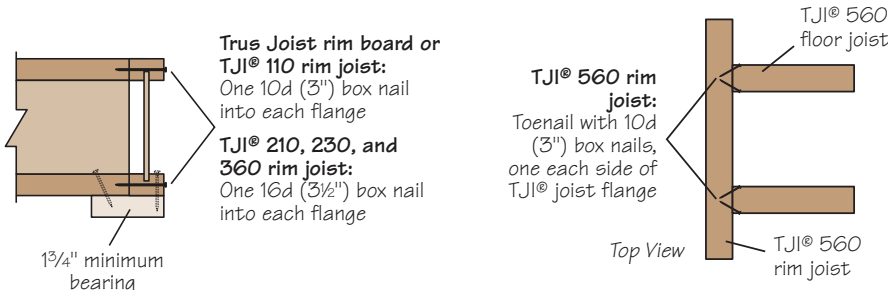 Trus Joist rim board or
TJI® 110 rim joist:
One 10d (3") box nail
into each flange
TJI® 210, 230, and
360 rim joist:
One 16d (3½") box nail
into each flange
1¾" minimum
bearing
TJI® 560 rim
joist:
Toenail with 10d
(3") box nails,
one each side of
TJI® joist flange
TJI® 560
floor joist
Top View
TJI® 560
rim joist